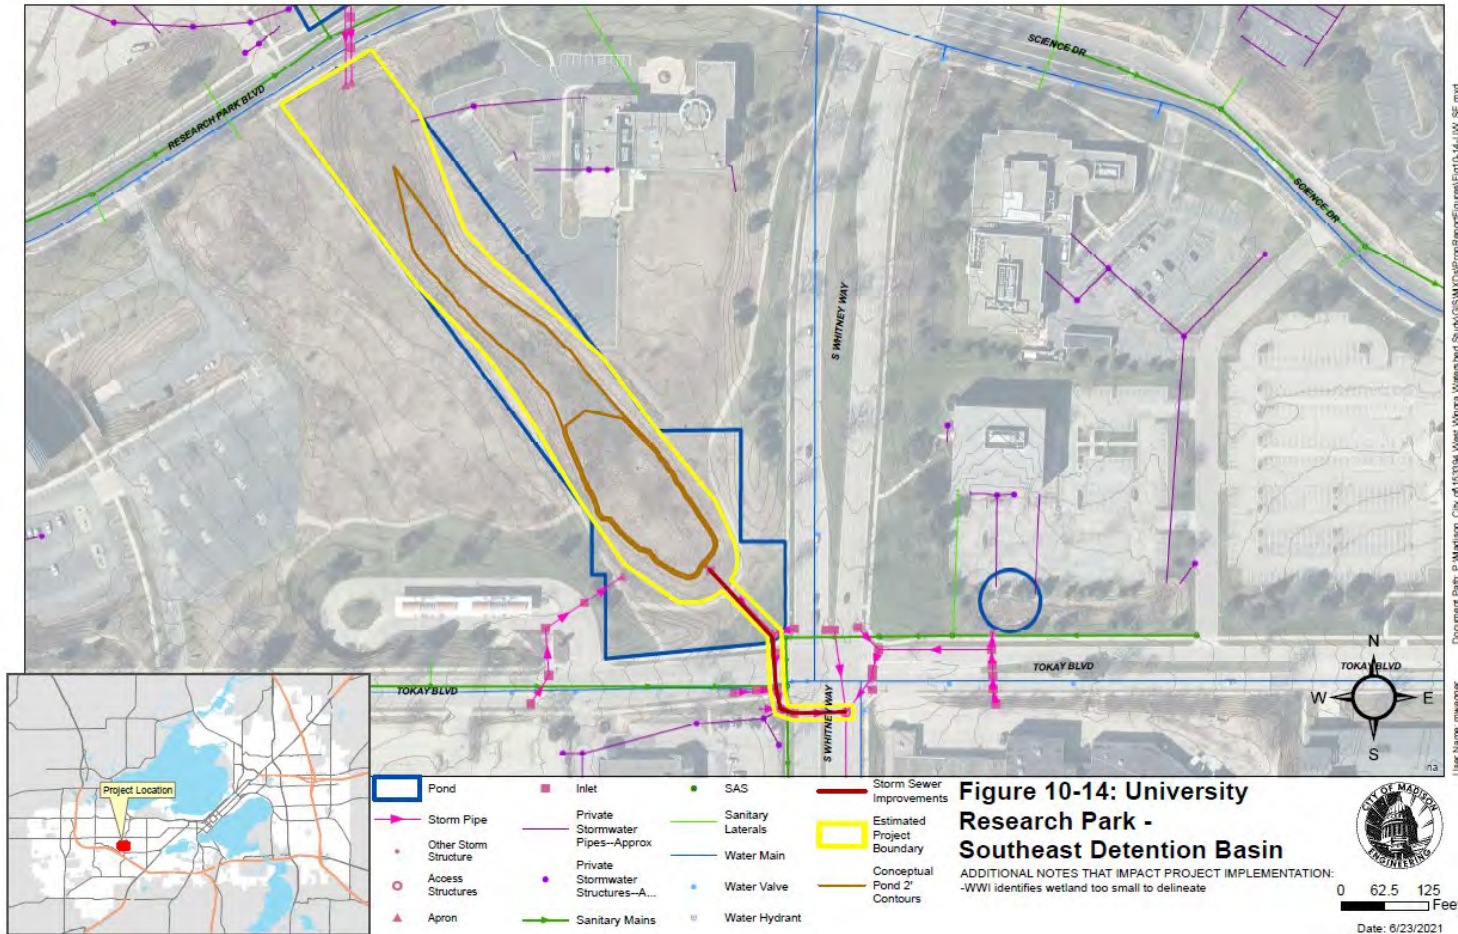 SCIENCE DR
RESEARCH PARK BLVD
SCIENCE DR
S WHITNEY WAY
TOKAY BLVD
TOKAY BLVD
TOKAY BLVD
S WHITNEY WAY
N
W
E
S
Project Location
Pond
Storm Pipe
Other Storm
Structure
Access
Structures
Apron
Inlet
Private
Stormwater
Pipes--Approx
Private
Stormwater
Structures--A...
Sanitary Mains
SAS
Sanitary
Laterals
Water Main
Water Valve
Water Hydrant
Storm Sewer
Improvements
Estimated
Project
Boundary
Conceptual
Pond 2'
Contours
Figure 10-14: University
Research Park -
Southeast Detention Basin
ADDITIONAL NOTES THAT IMPACT PROJECT IMPLEMENTATION:
-WWI identifies wetland too small to delineate
CITY OF MADISON
ENGINEERING
0 62.5 125
Feet
Date: 6/23/2021